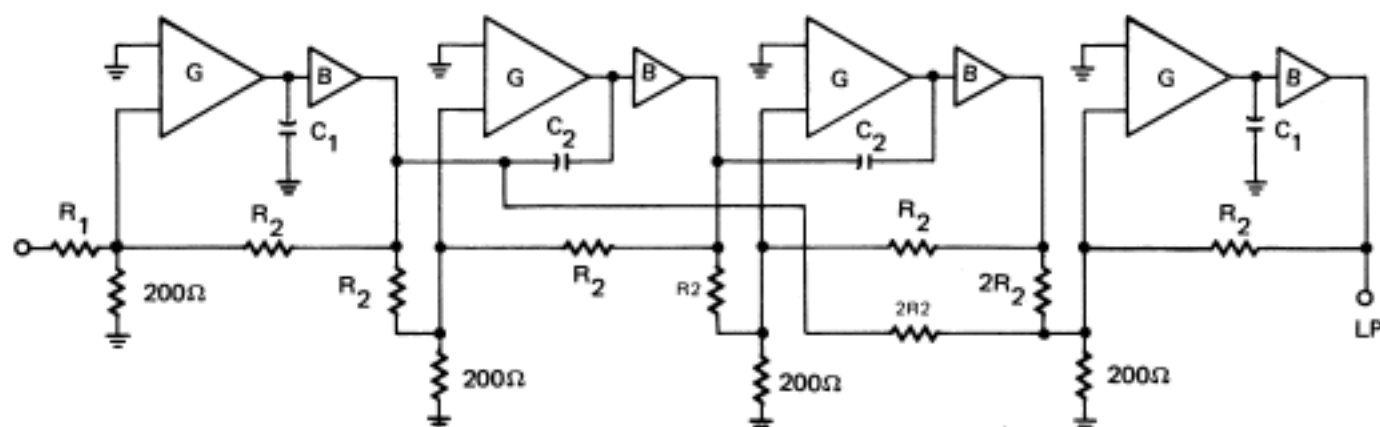 G B G B G B G B
C1 C2 C2 C1
R1 R2 R2 R2
200Ω R2 R2 R2 2R2
2R2 LP
200Ω 200Ω 200Ω